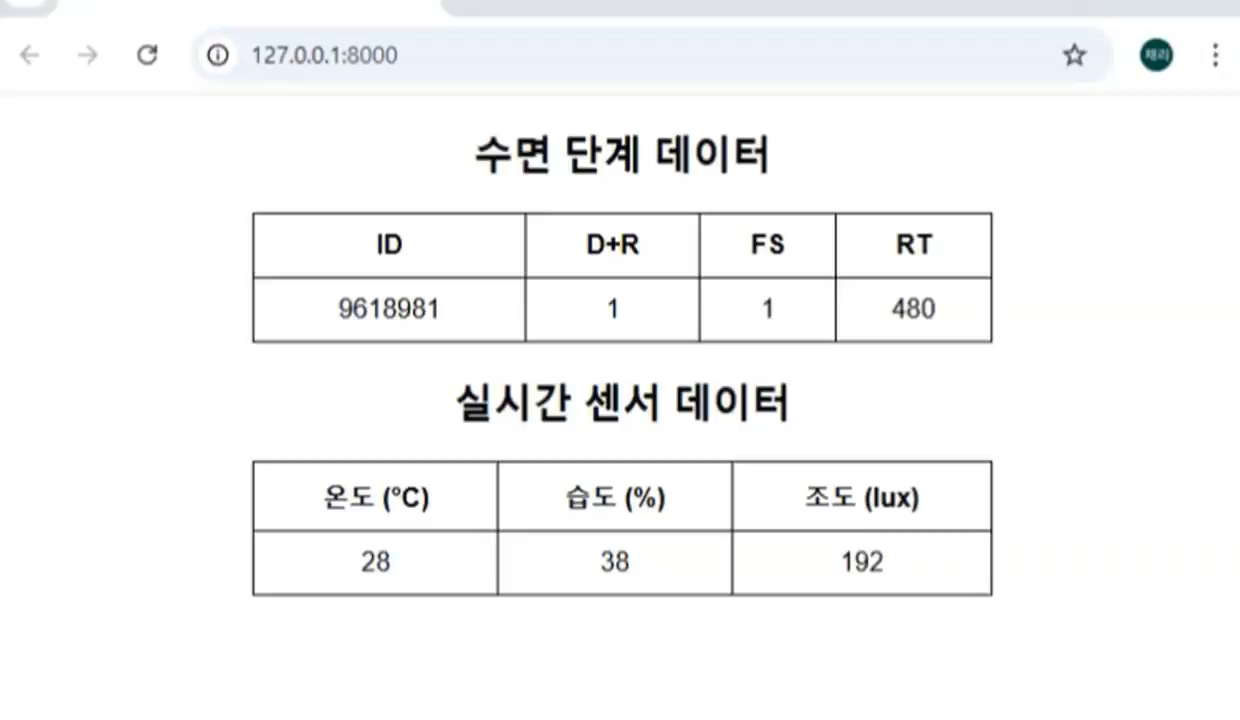 127.0.0.1:8000
채리
수면 단계 데이터
ID D+R FS RT
9618981 1 1 480
실시간 센서 데이터
온도 (°C) 습도 (%) 조도 (lux)
28 38 192